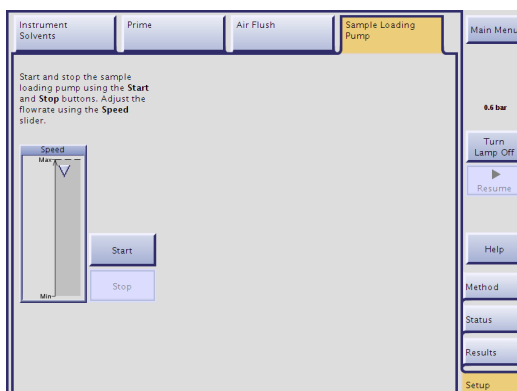 Instrument
Solvents
Prime
Air Flush
Sample Loading
Pump
Main Menu
Start and stop the sample
loading pump using the Start
and Stop buttons. Adjust the
flowrate using the Speed
slider.
0.6 bar
Speed
Max
Min
Start
Stop
Turn
Lamp Off
Resume
Help
Method
Status
Results
Setup